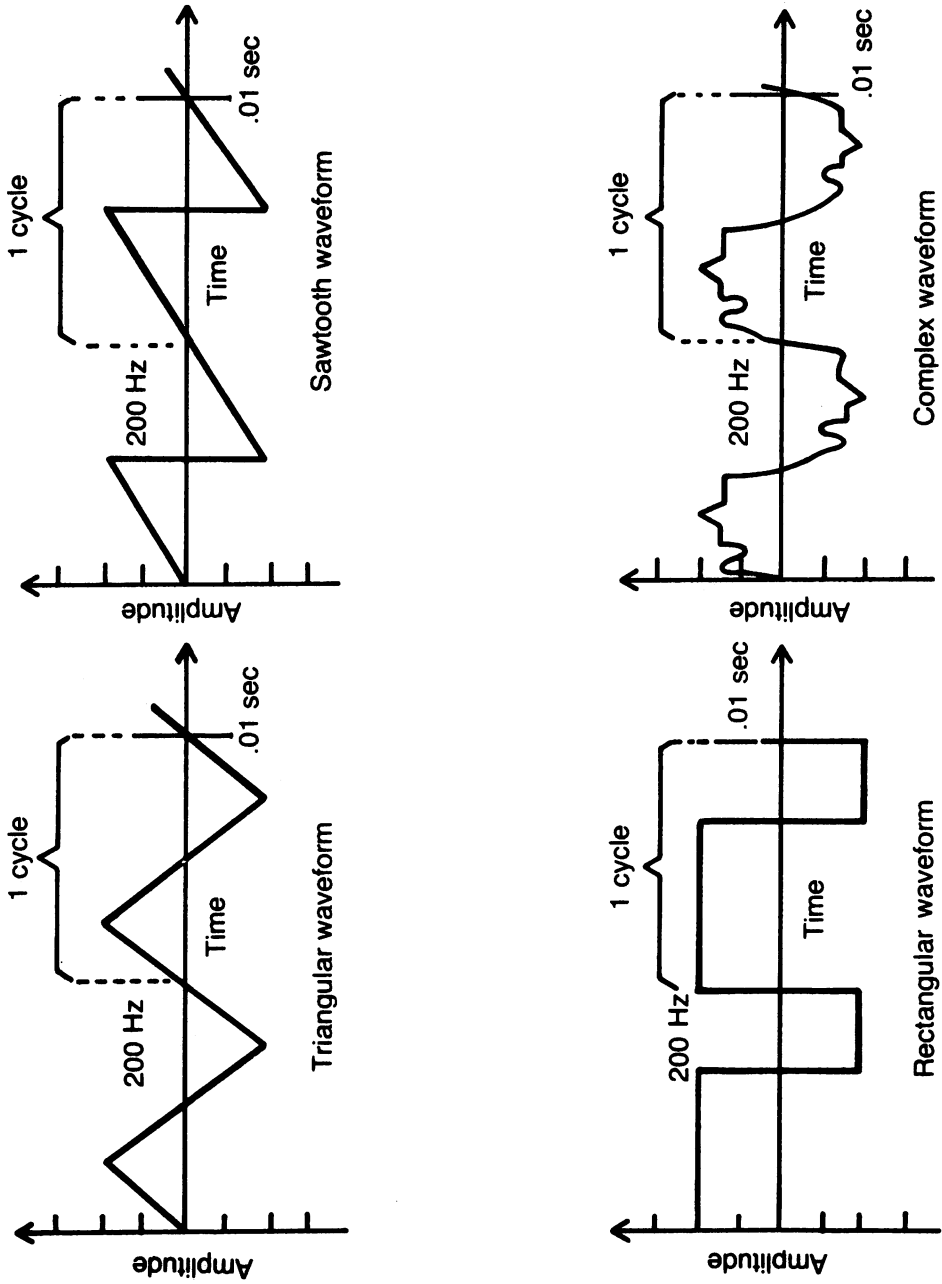 1 cycle
200 Hz
Amplitude
Time
.01 sec
Triangular waveform
1 cycle
200 Hz
Amplitude
Time
.01 sec
Sawtooth waveform
1 cycle
200 Hz
.01 sec
Amplitude
Time
Rectangular waveform
1 cycle
200 Hz
Amplitude
Time
.01 sec
Complex waveform